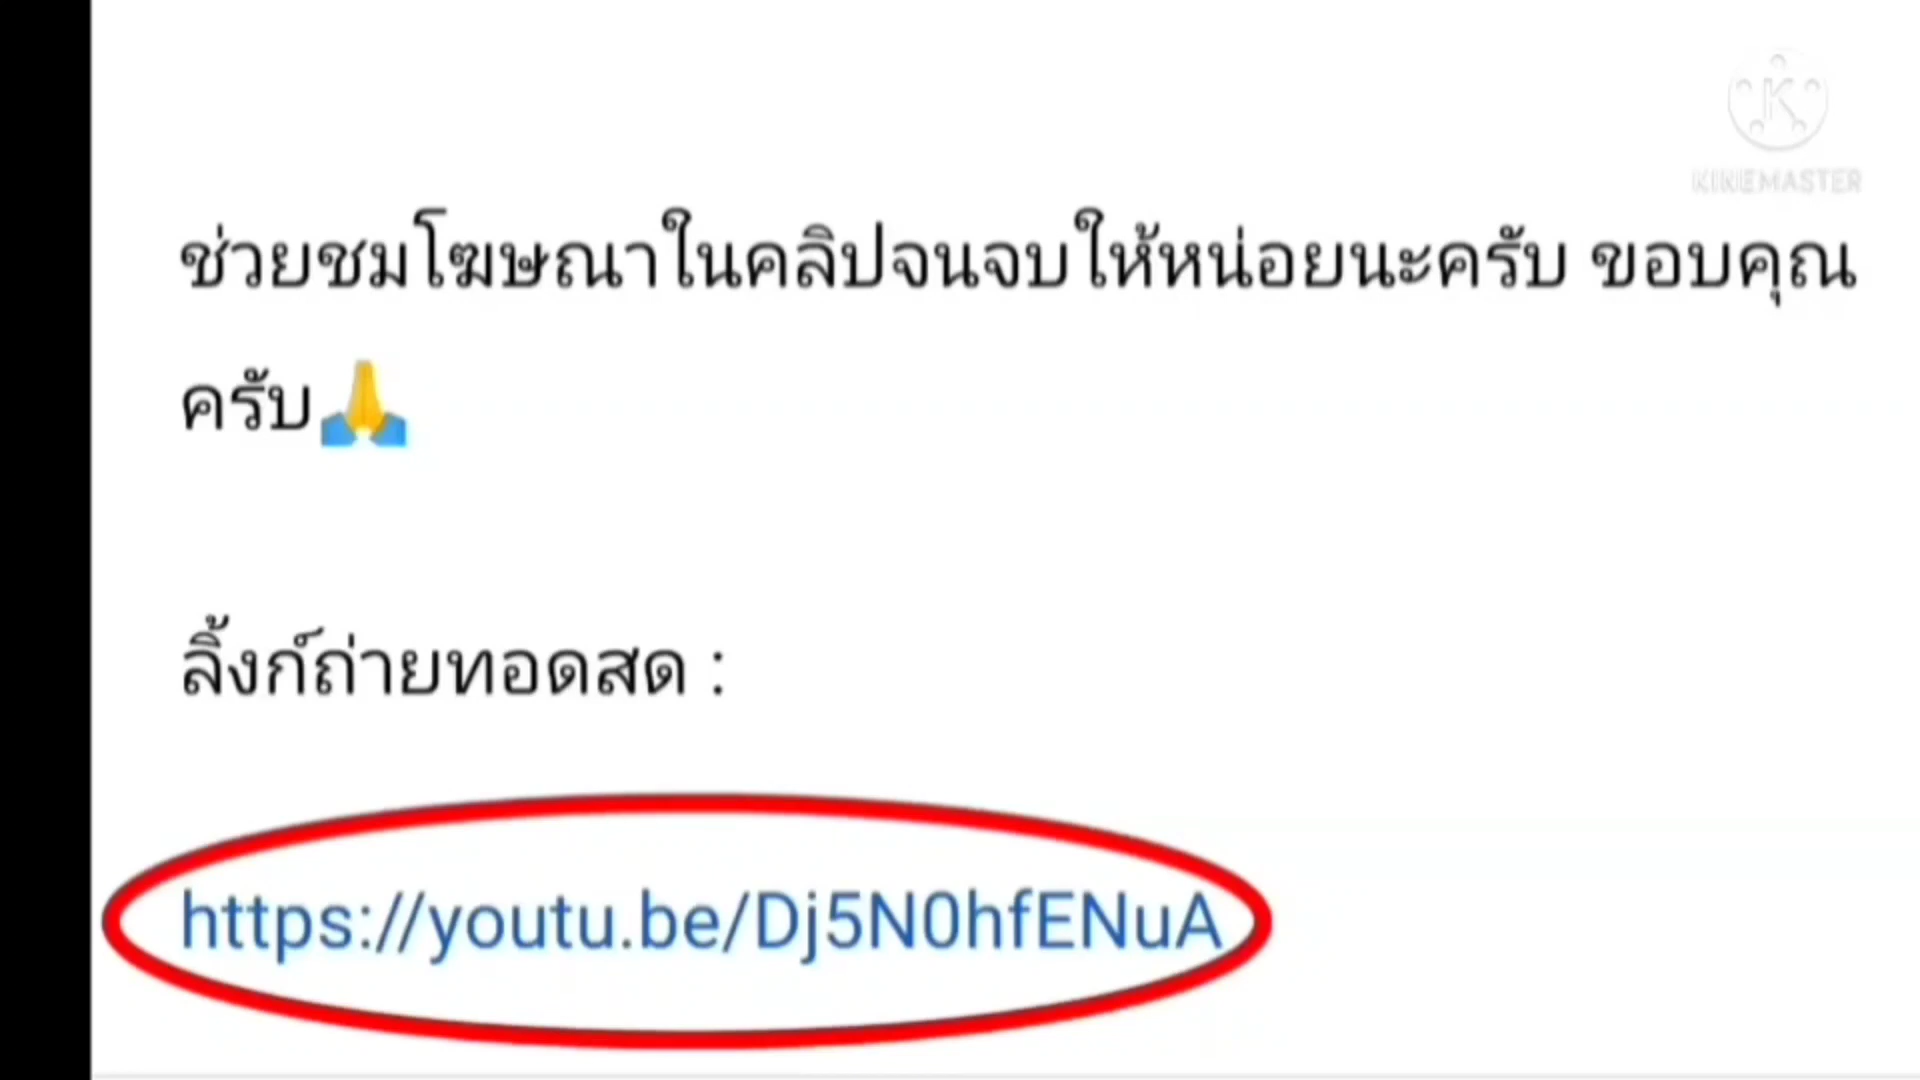 KINEMASTER
ช่วยชมโฆษณาในคลิปจนจบให้หน่อยนะครับ ขอบคุณ
ครับ🙏
ลิ้งก์ถ่ายทอดสด :
https://youtu.be/Dj5N0hfENuA